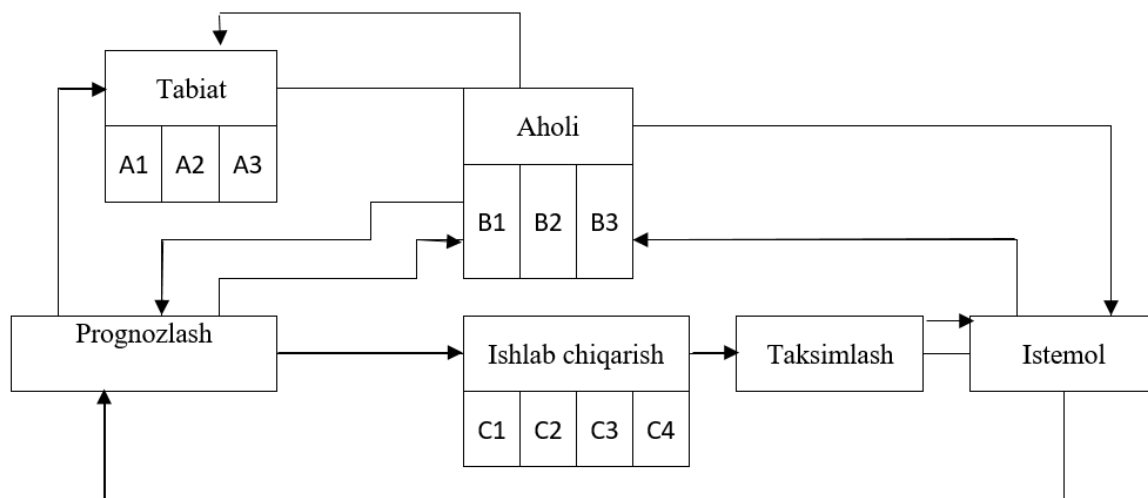 Tabiat
A1 A2 A3
Aholi
B1 B2 B3
Prognozlash
Ishlab chiqarish
C1 C2 C3 C4
Taksimlash
Istemol